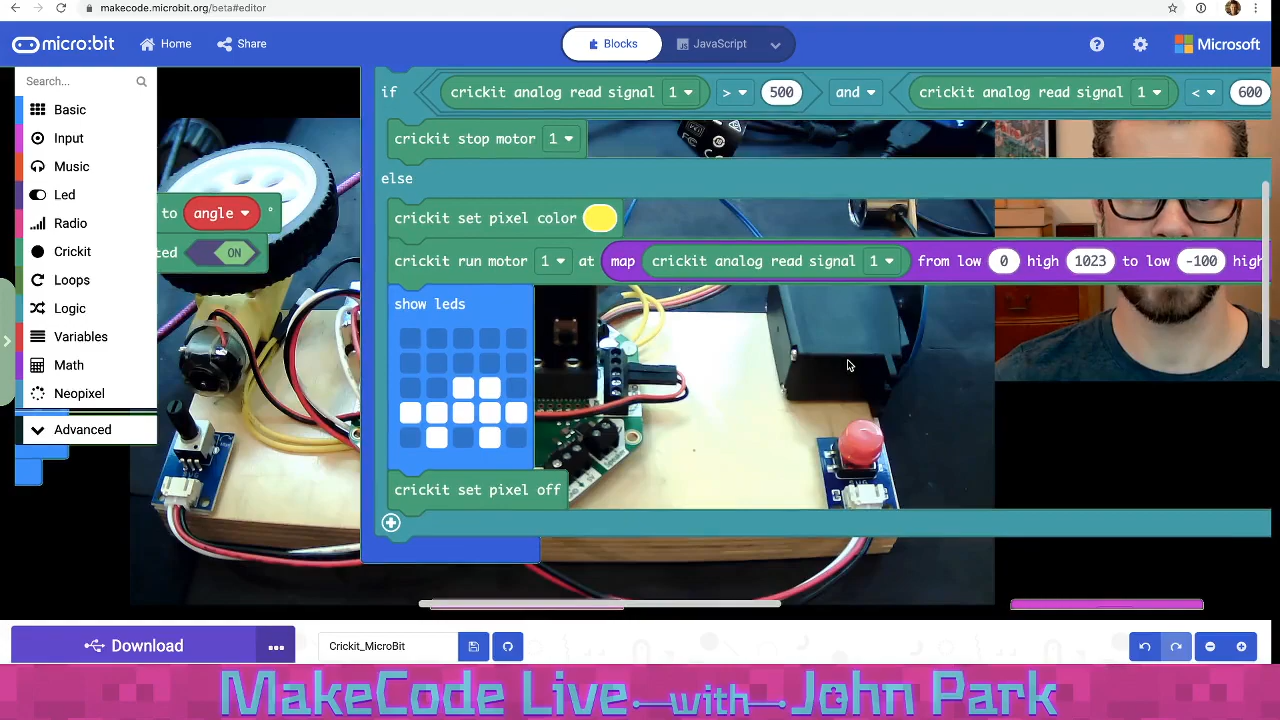 makecode.microbit.org/beta#editor
micro:bit Home Share Blocks JavaScript Microsoft
Search...
Basic
Input
Music
Led
Radio
Crickit
Loops
Logic
Variables
Math
Neopixel
Advanced
to angle °
ced ON
if crickit analog read signal 1 > 500 and crickit analog read signal 1 < 600
crickit stop motor 1
else
crickit set pixel color
crickit run motor 1 at map crickit analog read signal 1 from low 0 high 1023 to low -100 high
show leds
crickit set pixel off
Download ... Crickit_MicroBit
MakeCode Live with John Park